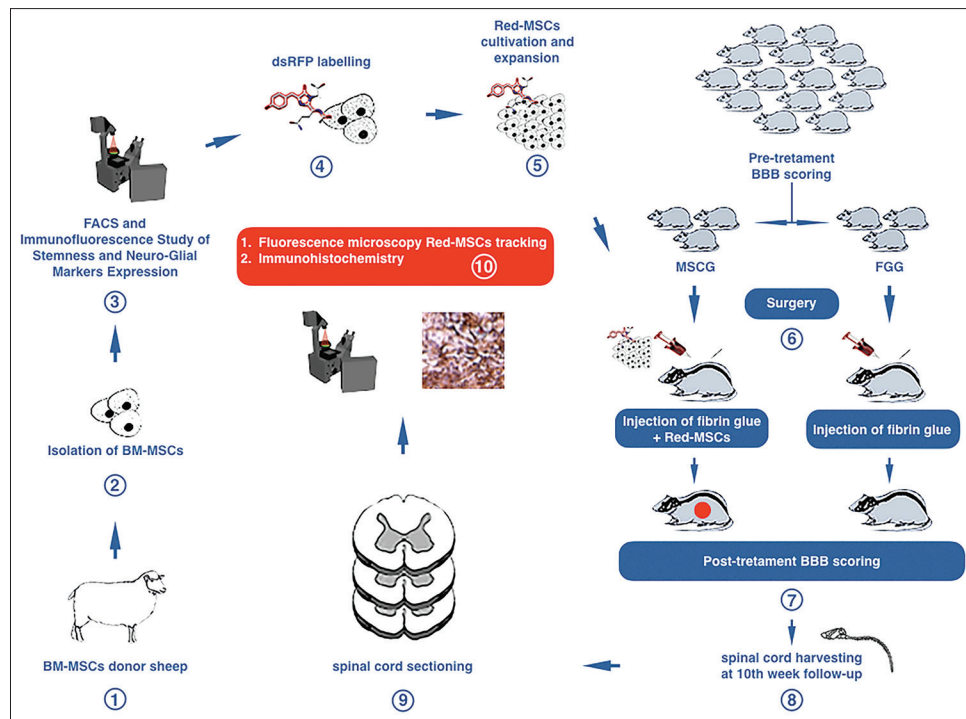 BM-MSCs donor sheep
1
Isolation of BM-MSCs
2
FACS and
Immunofluorescence Study of
Stemness and Neuro-Glial
Markers Expression
3
dsRFP labelling
4
Red-MSCs
cultivation and
expansion
5
Pre-tretament
BBB scoring
MSCG
FGG
Surgery
6
Injection of fibrin glue
+ Red-MSCs
Injection of fibrin glue
Post-tretament BBB scoring
7
spinal cord harvesting
at 10th week follow-up
8
spinal cord sectioning
9
1. Fluorescence microscopy Red-MSCs tracking
2. Immunohistochemistry
10